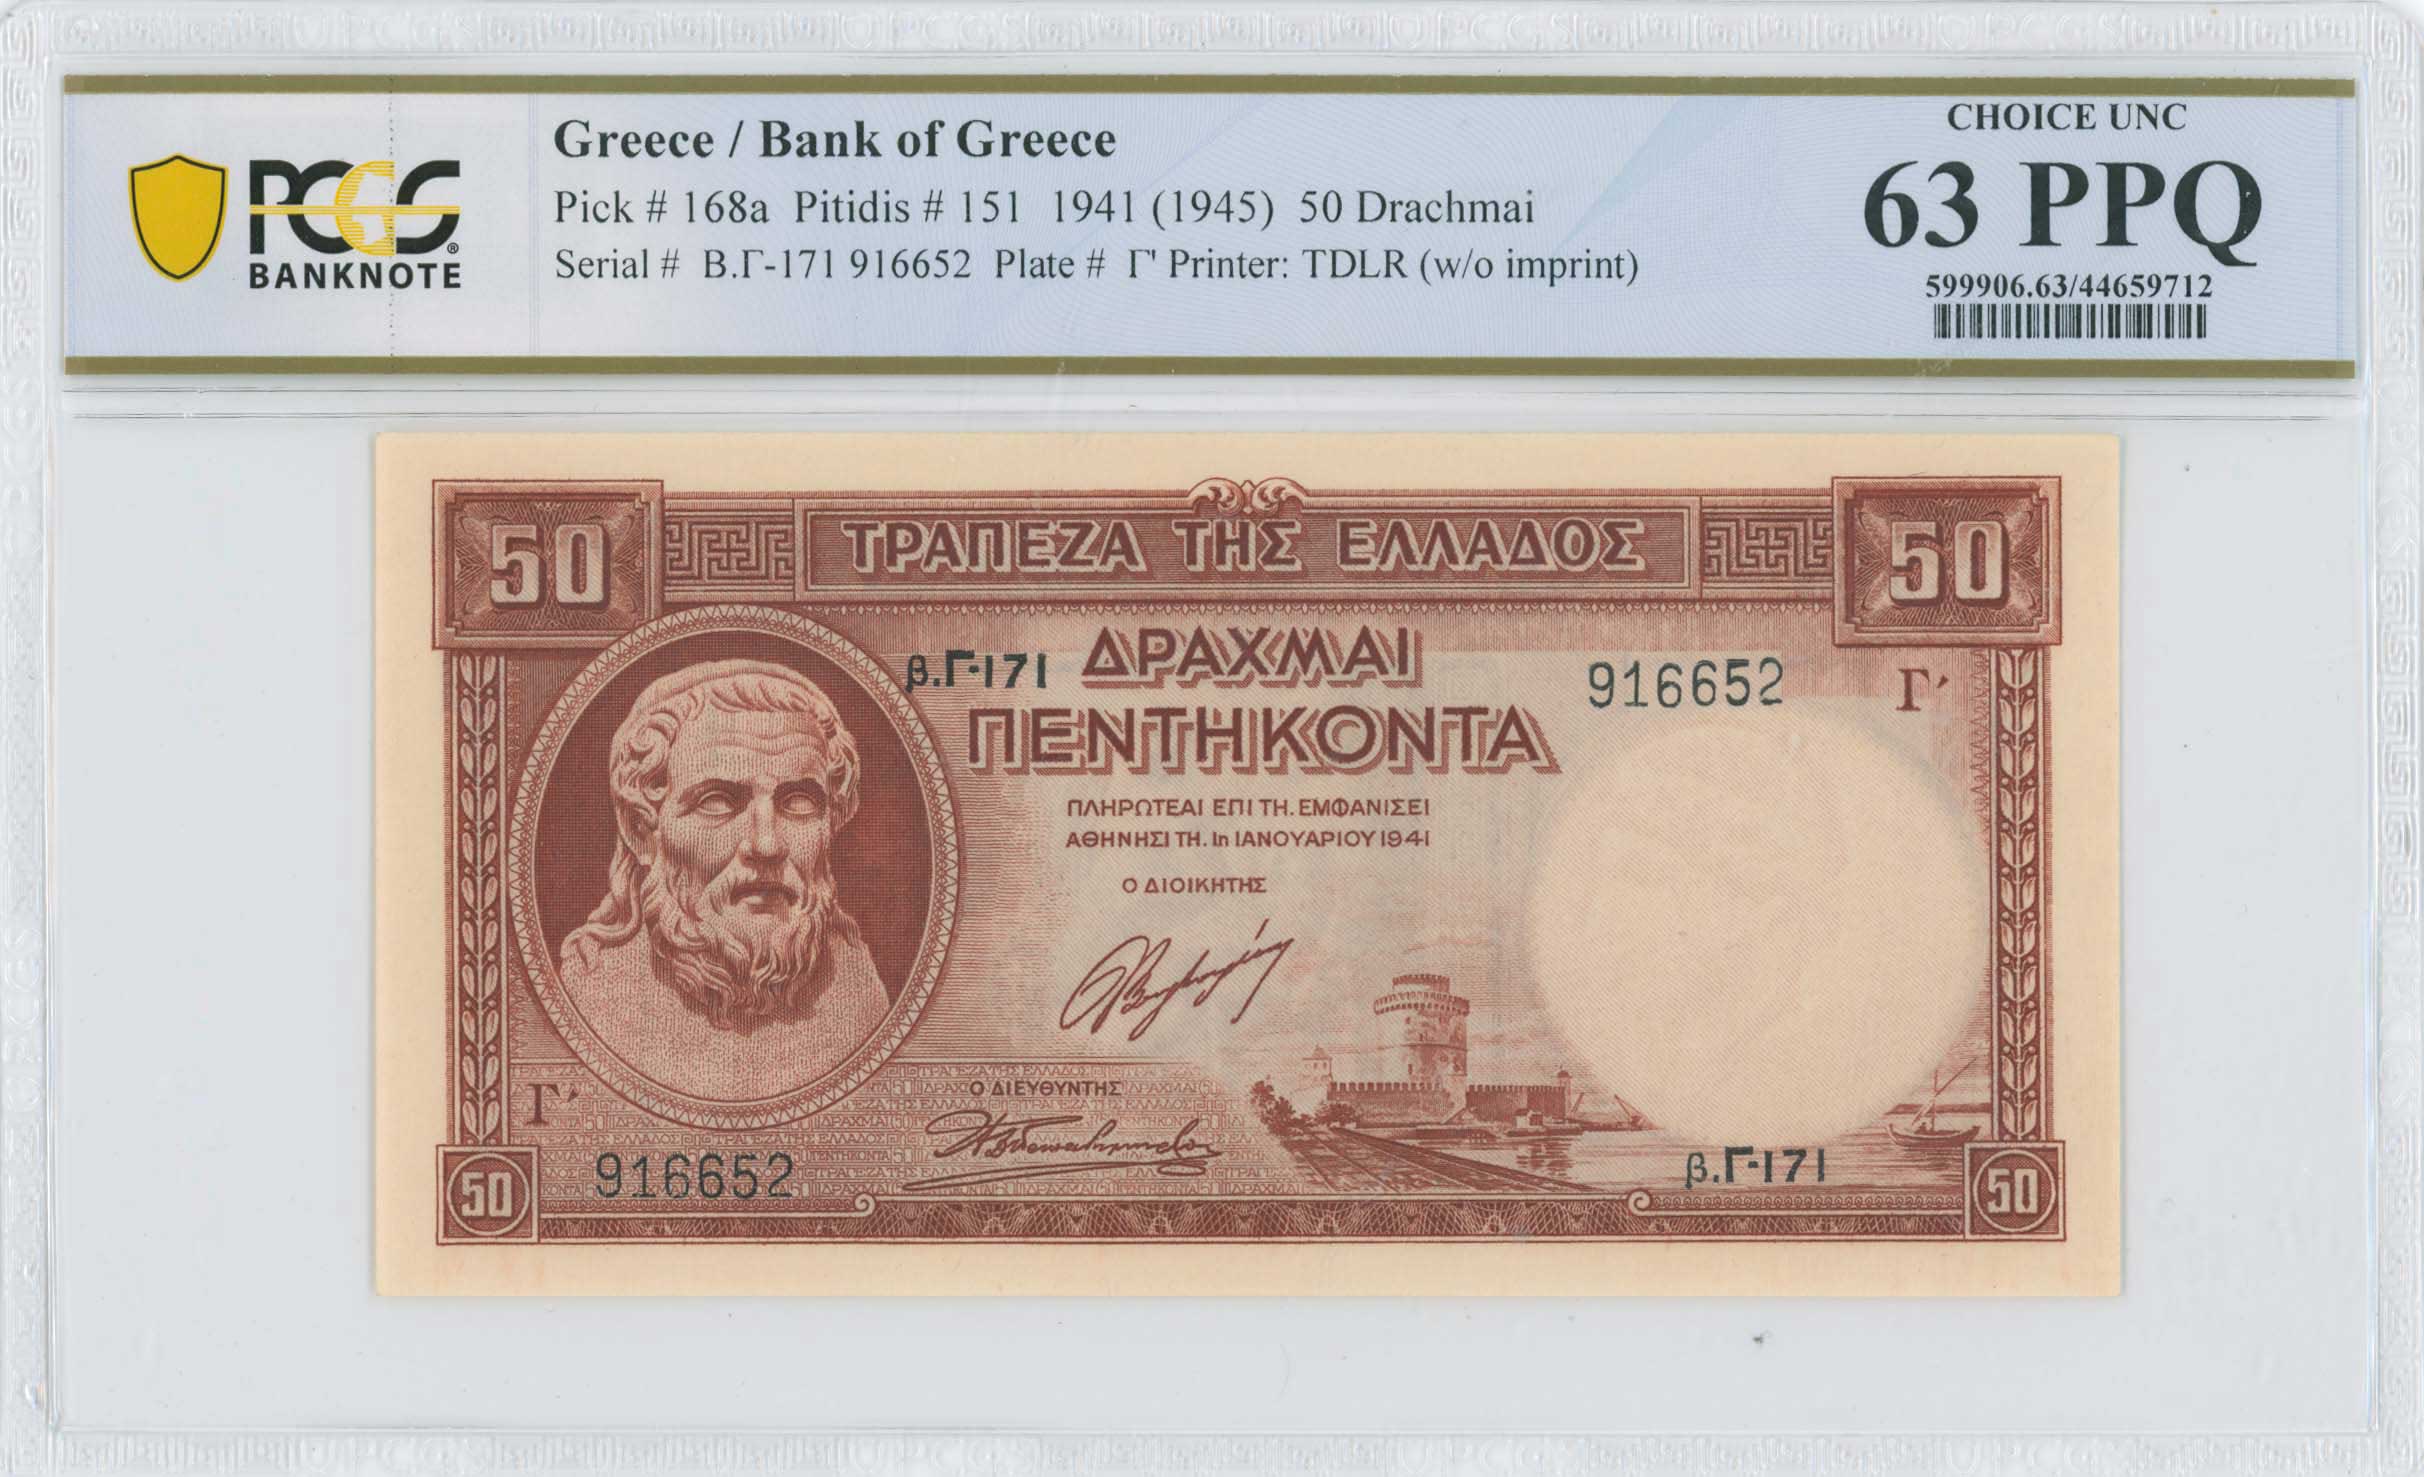 PCGS
BANKNOTE
Greece / Bank of Greece
Pick # 168a Pitidis # 151 1941 (1945) 50 Drachmai
Serial # B.Γ-171 916652 Plate # Γ' Printer: TDLR (w/o imprint)
CHOICE UNC
63 PPQ
599906.63/44659712
50 ΤΡΑΠΕΖΑ ΤΗΣ ΕΛΛΑΔΟΣ 50
β.Γ-171 ΔΡΑΧΜΑΙ 916652 Γ′
ΠΕΝΤΗΚΟΝΤΑ
ΠΛΗΡΩΤΕΑΙ ΕΠΙ ΤΗ. ΕΜΦΑΝΙΣΕΙ
ΑΘΗΝΗΣΙ ΤΗ. 1η ΙΑΝΟΥΑΡΙΟΥ 1941
Ο ΔΙΟΙΚΗΤΗΣ
Γ′ Ο ΔΙΕΥΘΥΝΤΗΣ
50 916652 β.Γ-171 50